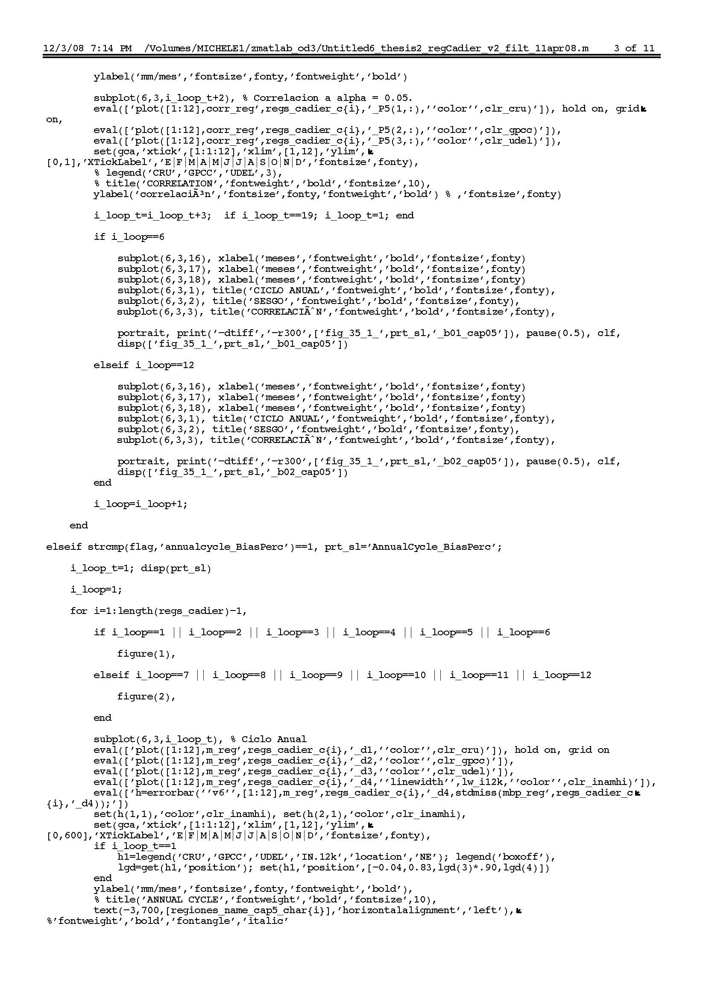 12/3/08 7:14 PM  /Volumes/MICHELE1/zmatlab_od3/Untitled6_thesis2_regCadier_v2_filt_11apr08.m    3 of 11
ylabel('mm/mes','fontsize',fonty,'fontweight','bold')
subplot(6,3,i_loop_t+2), % Correlacion a alpha = 0.05.
eval(['plot([1:12],corr_reg',regs_cadier_c{i},'_P5(1,:),''color'',clr_cru)']), hold on, grid
on,
eval(['plot([1:12],corr_reg',regs_cadier_c{i},'_P5(2,:),''color'',clr_gpcc)']),
eval(['plot([1:12],corr_reg',regs_cadier_c{i},'_P5(3,:),''color'',clr_udel)']),
set(gca,'xtick',[1:1:12],'xlim',[1,12],'ylim',
[0,1],'XTickLabel','E|F|M|A|M|J|J|A|S|O|N|D','fontsize',fonty),
% legend('CRU','GPCC','UDEL',3),
% title('CORRELATION','fontweight','bold','fontsize',10),
ylabel('correlaciÃ³n','fontsize',fonty,'fontweight','bold') % ,'fontsize',fonty)
i_loop_t=i_loop_t+3;  if i_loop_t==19; i_loop_t=1; end
if i_loop==6
subplot(6,3,16), xlabel('meses','fontweight','bold','fontsize',fonty)
subplot(6,3,17), xlabel('meses','fontweight','bold','fontsize',fonty)
subplot(6,3,18), xlabel('meses','fontweight','bold','fontsize',fonty)
subplot(6,3,1), title('CICLO ANUAL','fontweight','bold','fontsize',fonty),
subplot(6,3,2), title('SESGO','fontweight','bold','fontsize',fonty),
subplot(6,3,3), title('CORRELACIÃˆN','fontweight','bold','fontsize',fonty),
portrait, print('-dtiff','-r300',['fig_35_1_',prt_sl,'_b01_cap05']), pause(0.5), clf,
disp(['fig_35_1_',prt_sl,'_b01_cap05'])
elseif i_loop==12
subplot(6,3,16), xlabel('meses','fontweight','bold','fontsize',fonty)
subplot(6,3,17), xlabel('meses','fontweight','bold','fontsize',fonty)
subplot(6,3,18), xlabel('meses','fontweight','bold','fontsize',fonty)
subplot(6,3,1), title('CICLO ANUAL','fontweight','bold','fontsize',fonty),
subplot(6,3,2), title('SESGO','fontweight','bold','fontsize',fonty),
subplot(6,3,3), title('CORRELACIÃˆN','fontweight','bold','fontsize',fonty),
portrait, print('-dtiff','-r300',['fig_35_1_',prt_sl,'_b02_cap05']), pause(0.5), clf,
disp(['fig_35_1_',prt_sl,'_b02_cap05'])
end
i_loop=i_loop+1;
end
elseif strcmp(flag,'annualcycle_BiasPerc')==1, prt_sl='AnnualCycle_BiasPerc';
i_loop_t=1; disp(prt_sl)
i_loop=1;
for i=1:length(regs_cadier)-1,
if i_loop==1 || i_loop==2 || i_loop==3 || i_loop==4 || i_loop==5 || i_loop==6
figure(1),
elseif i_loop==7 || i_loop==8 || i_loop==9 || i_loop==10 || i_loop==11 || i_loop==12
figure(2),
end
subplot(6,3,i_loop_t), % Ciclo Anual
eval(['plot([1:12],m_reg',regs_cadier_c{i},'_d1,''color'',clr_cru)']), hold on, grid on
eval(['plot([1:12],m_reg',regs_cadier_c{i},'_d2,''color'',clr_gpcc)']),
eval(['plot([1:12],m_reg',regs_cadier_c{i},'_d3,''color'',clr_udel)']),
eval(['plot([1:12],m_reg',regs_cadier_c{i},'_d4,''linewidth'',lw_i12k,''color'',clr_inamhi)']),
eval(['h=errorbar(''v6'',[1:12],m_reg',regs_cadier_c{i},'_d4,stdmiss(mbp_reg',regs_cadier_c
{i},'_d4));'])
set(h(1,1),'color',clr_inamhi), set(h(2,1),'color',clr_inamhi),
set(gca,'xtick',[1:1:12],'xlim',[1,12],'ylim',
[0,600],'XTickLabel','E|F|M|A|M|J|J|A|S|O|N|D','fontsize',fonty),
if i_loop_t==1
h1=legend('CRU','GPCC','UDEL','IN.12k','location','NE'); legend('boxoff'),
lgd=get(h1,'position'); set(h1,'position',[-0.04,0.83,lgd(3)*.90,lgd(4)])
end
ylabel('mm/mes','fontsize',fonty,'fontweight','bold'),
% title('ANNUAL CYCLE','fontweight','bold','fontsize',10),
text(-3,700,[regiones_name_cap5_char{i}],'horizontalalignment','left'),
%'fontweight','bold','fontangle','italic'